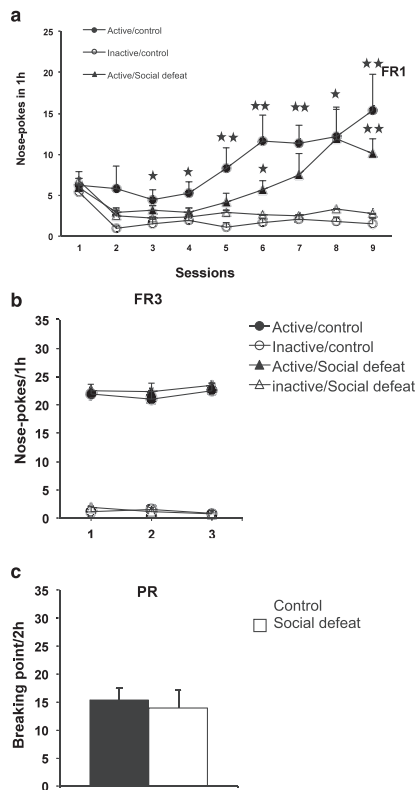 a
Active/control
Inactive/control
Active/Social defeat
FR1
Nose-pokes in 1h
25
20
15
10
5
0
1 2 3 4 5 6 7 8 9
Sessions
b
FR3
Active/control
Inactive/control
Active/Social defeat
inactive/Social defeat
Nose-pokes/1h
35
30
25
20
15
10
5
0
1 2 3
c
PR
Control
Social defeat
Breaking point/2h
35
30
25
20
15
10
5
0